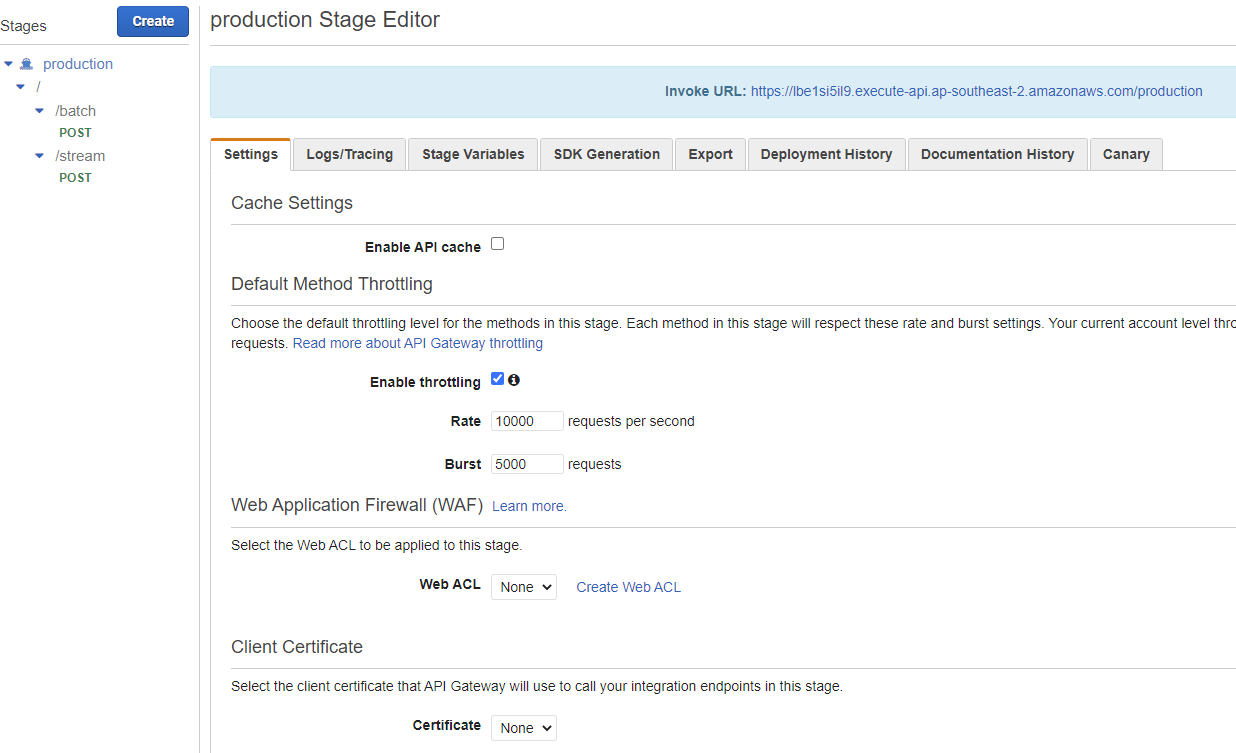 Stages
Create
production
/
/batch
POST
/stream
POST
production Stage Editor
Invoke URL: https://lbe1si5il9.execute-api.ap-southeast-2.amazonaws.com/production
Settings
Logs/Tracing
Stage Variables
SDK Generation
Export
Deployment History
Documentation History
Canary
Cache Settings
Enable API cache
Default Method Throttling
Choose the default throttling level for the methods in this stage. Each method in this stage will respect these rate and burst settings. Your current account level thro
requests. Read more about API Gateway throttling
Enable throttling
Rate 10000 requests per second
Burst 5000 requests
Web Application Firewall (WAF) Learn more.
Select the Web ACL to be applied to this stage.
Web ACL None Create Web ACL
Client Certificate
Select the client certificate that API Gateway will use to call your integration endpoints in this stage.
Certificate None